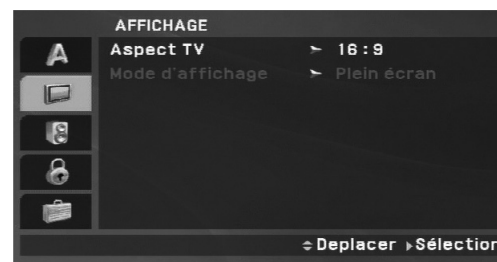 AFFICHAGE
A
Aspect TV ➣ 16:9
Mode d'affichage ➣ Plein écran
Deplacer Sélection